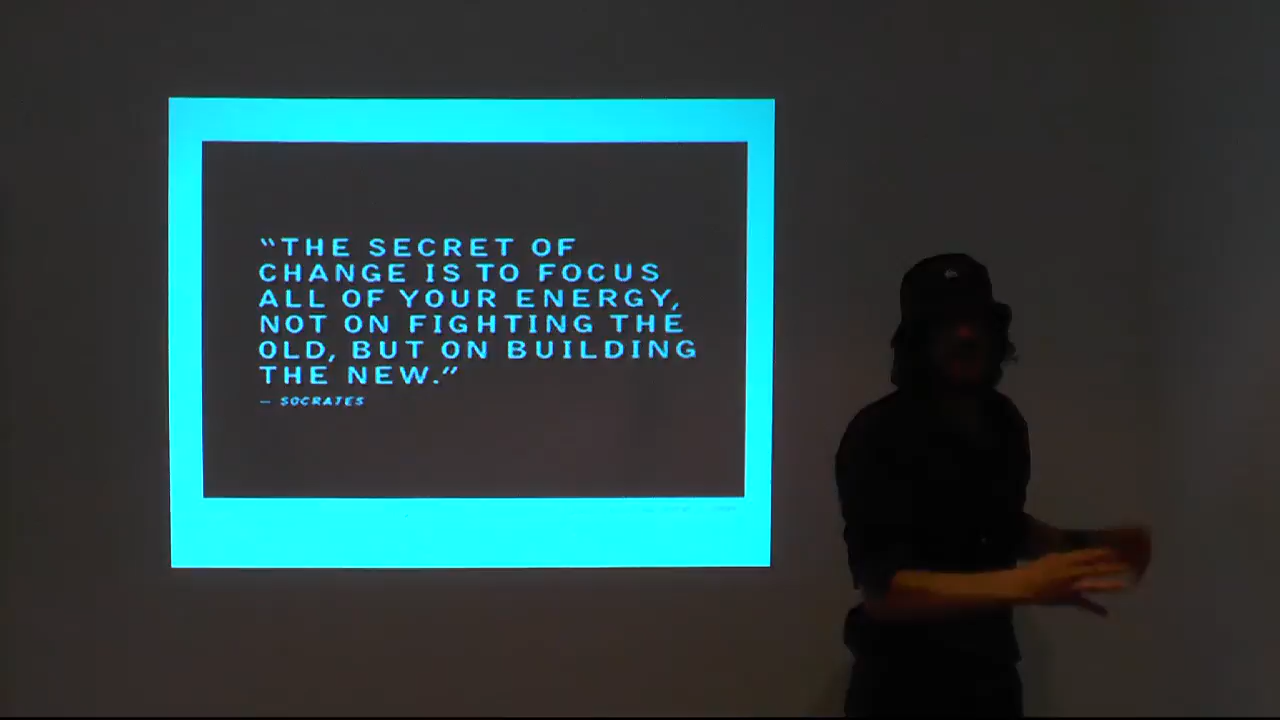 “THE SECRET OF
CHANGE IS TO FOCUS
ALL OF YOUR ENERGY,
NOT ON FIGHTING THE
OLD, BUT ON BUILDING
THE NEW.”
— SOCRATES